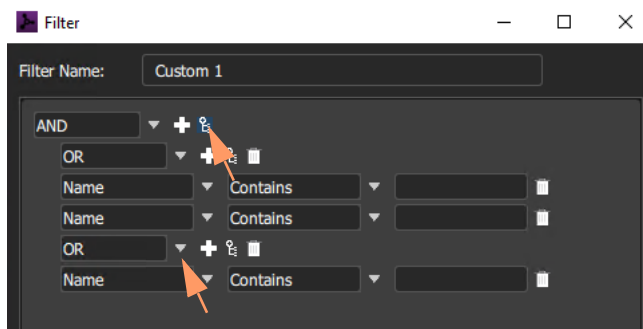 Filter
Filter Name: Custom 1
AND
OR
Name Contains
Name Contains
OR
Name Contains